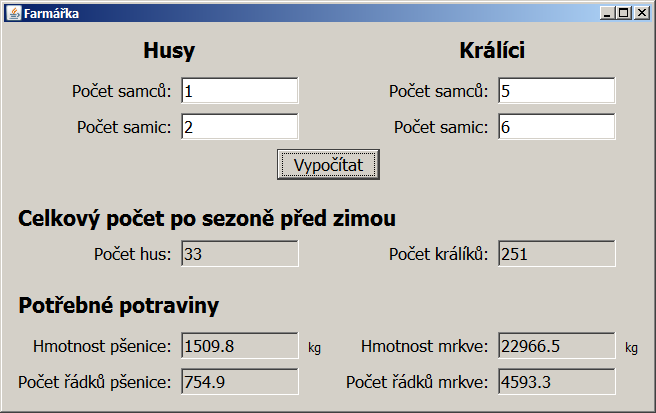 Farmářka
Husy Králíci
Počet samců: 1 Počet samců: 5
Počet samic: 2 Počet samic: 6
Vypočítat
Celkový počet po sezoně před zimou
Počet hus: 33 Počet králíků: 251
Potřebné potraviny
Hmotnost pšenice: 1509.8 kg Hmotnost mrkve: 22966.5 kg
Počet řádků pšenice: 754.9 Počet řádků mrkve: 4593.3